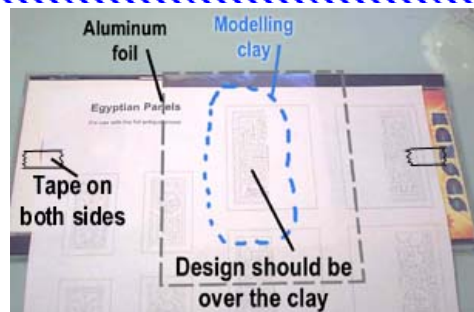 Aluminum
foil
Modelling
clay
Egyptian Panels
Tape on
both sides
Design should be
over the clay